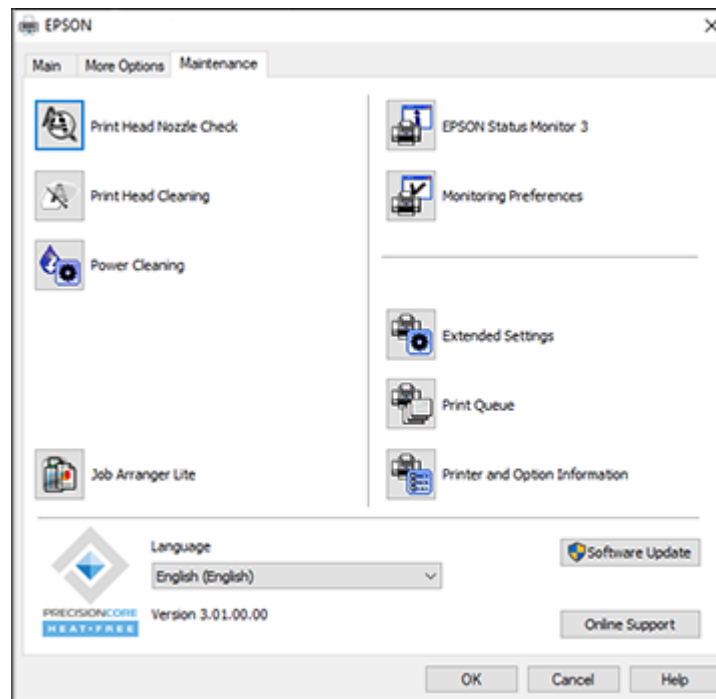 EPSON
Main
More Options
Maintenance
Print Head Nozzle Check
Print Head Cleaning
Power Cleaning
Job Arranger Lite
EPSON Status Monitor 3
Monitoring Preferences
Extended Settings
Print Queue
Printer and Option Information
PRECISIONCORE
HEAT-FREE
Language
English (English)
Version 3.01.00.00
Software Update
Online Support
OK
Cancel
Help